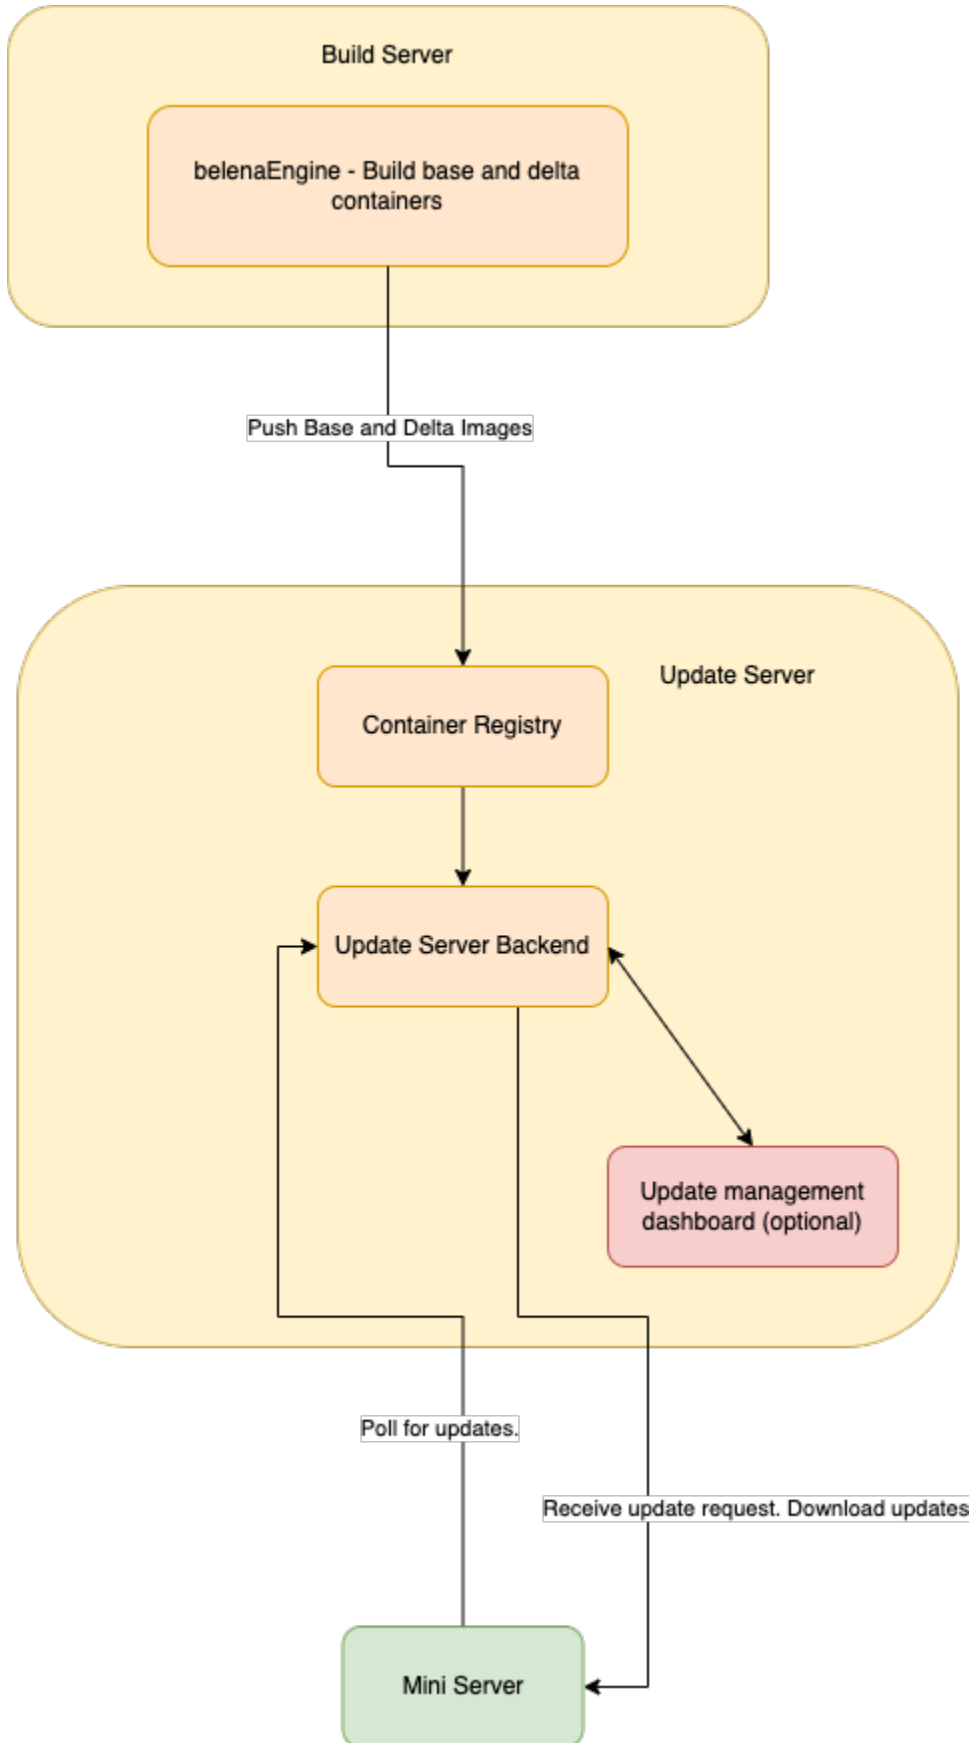 Build Server
belenaEngine - Build base and delta
containers
Push Base and Delta Images
Update Server
Container Registry
Update Server Backend
Update management
dashboard (optional)
Poll for updates.
Receive update request. Download updates
Mini Server